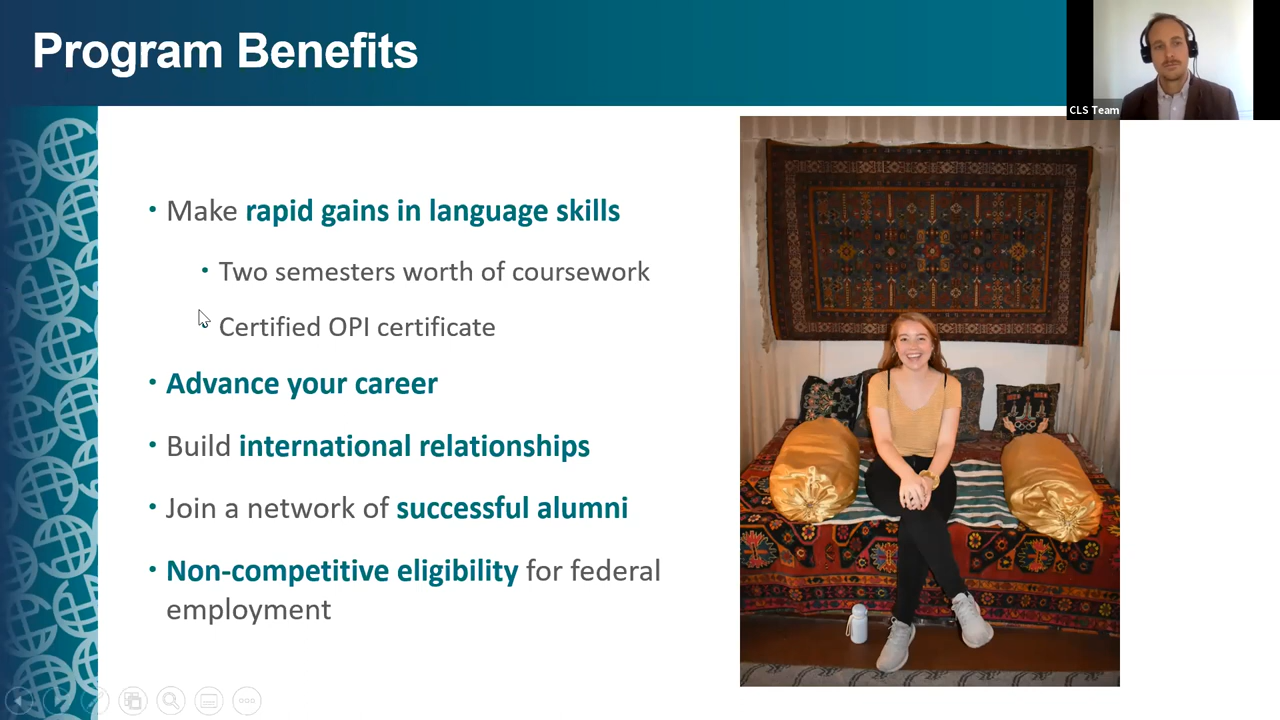 Program Benefits
CLS Team
• Make rapid gains in language skills
• Two semesters worth of coursework
• Certified OPI certificate
• Advance your career
• Build international relationships
• Join a network of successful alumni
• Non-competitive eligibility for federal
employment